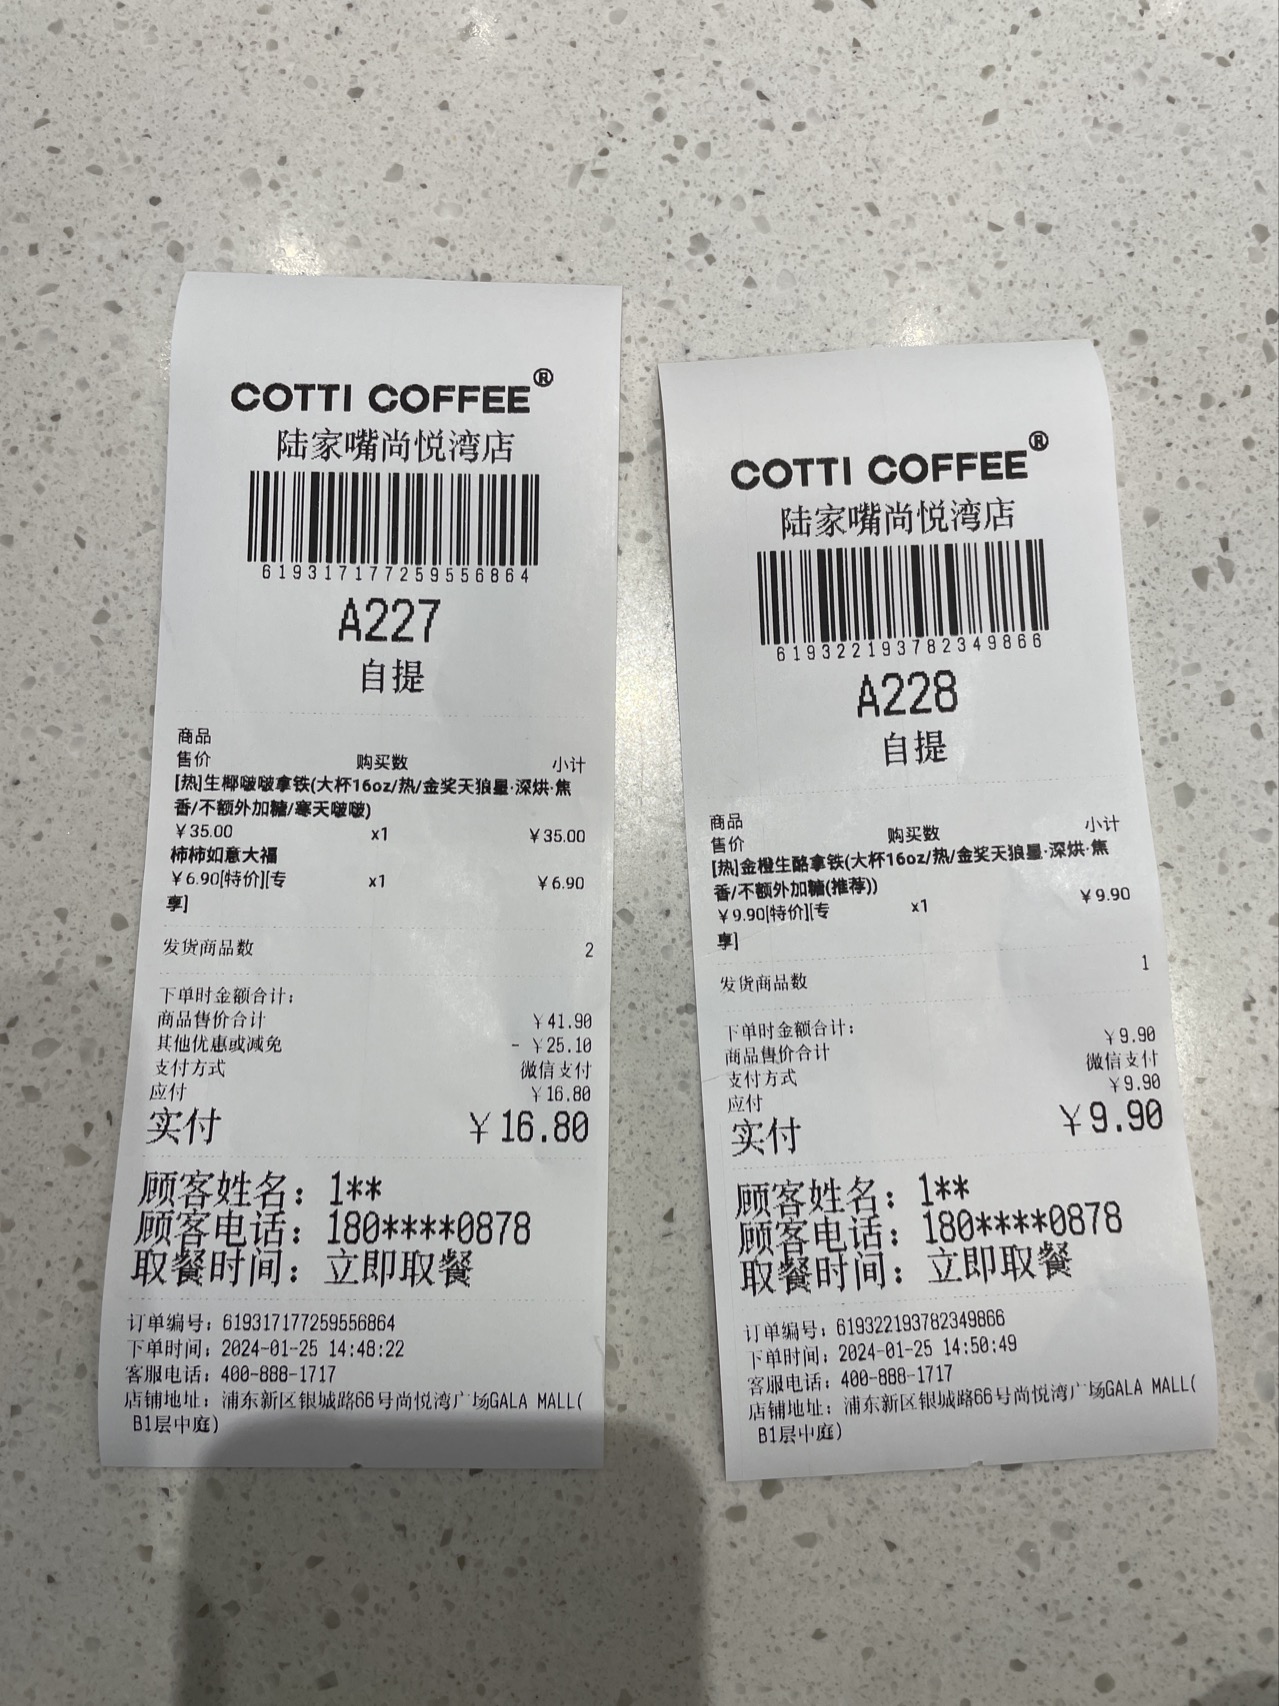 COTTI COFFEE®
陆家嘴尚悦湾店
619317177259556864
A227
自提
商品
售价 购买数 小计
[热]生椰啵啵拿铁(大杯16oz/热/金奖天狼星·深烘·焦
香/不额外加糖/寒天啵啵)
￥35.00 x1 ￥35.00
柿柿如意大福
￥6.90[特价][专 x1 ￥6.90
享]
发货商品数 2
下单时金额合计:
商品售价合计 ￥41.90
其他优惠或减免 - ￥25.10
支付方式 微信支付
应付 ￥16.80
实付 ￥16.80
顾客姓名: 1**
顾客电话: 180****0878
取餐时间: 立即取餐
订单编号: 619317177259556864
下单时间: 2024-01-25 14:48:22
客服电话: 400-888-1717
店铺地址: 浦东新区银城路66号尚悦湾广场GALA MALL(
B1层中庭)
COTTI COFFEE®
陆家嘴尚悦湾店
619322193782349866
A228
自提
商品
售价 购买数 小计
[热]金橙生酪拿铁(大杯16oz/热/金奖天狼星·深烘·焦
香/不额外加糖(推荐))
￥9.90[特价][专 x1 ￥9.90
享]
发货商品数 1
下单时金额合计:
商品售价合计 ￥9.90
支付方式 微信支付
应付 ￥9.90
实付 ￥9.90
顾客姓名: 1**
顾客电话: 180****0878
取餐时间: 立即取餐
订单编号: 619322193782349866
下单时间: 2024-01-25 14:50:49
客服电话: 400-888-1717
店铺地址: 浦东新区银城路66号尚悦湾广场GALA MALL(
B1层中庭)